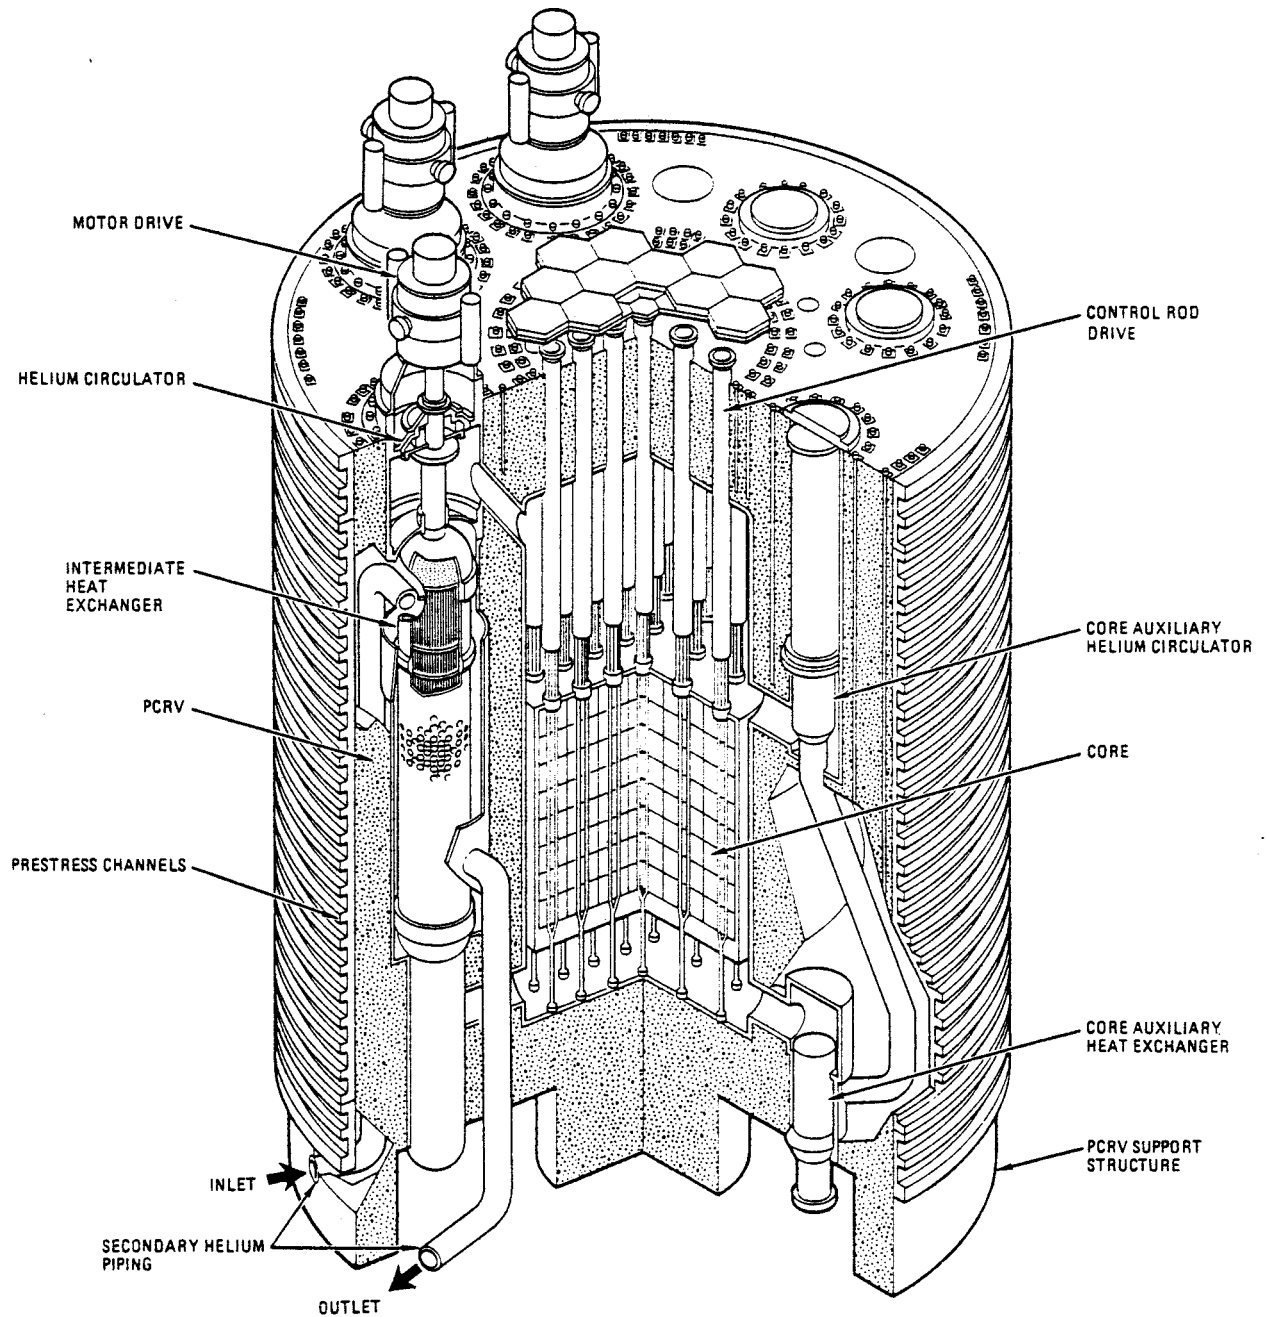 MOTOR DRIVE
HELIUM CIRCULATOR
INTERMEDIATE
HEAT
EXCHANGER
PCRV
PRESTRESS CHANNELS
INLET
SECONDARY HELIUM
PIPING
OUTLET
CONTROL ROD
DRIVE
CORE AUXILIARY
HELIUM CIRCULATOR
CORE
CORE AUXILIARY
HEAT EXCHANGER
PCRV SUPPORT
STRUCTURE